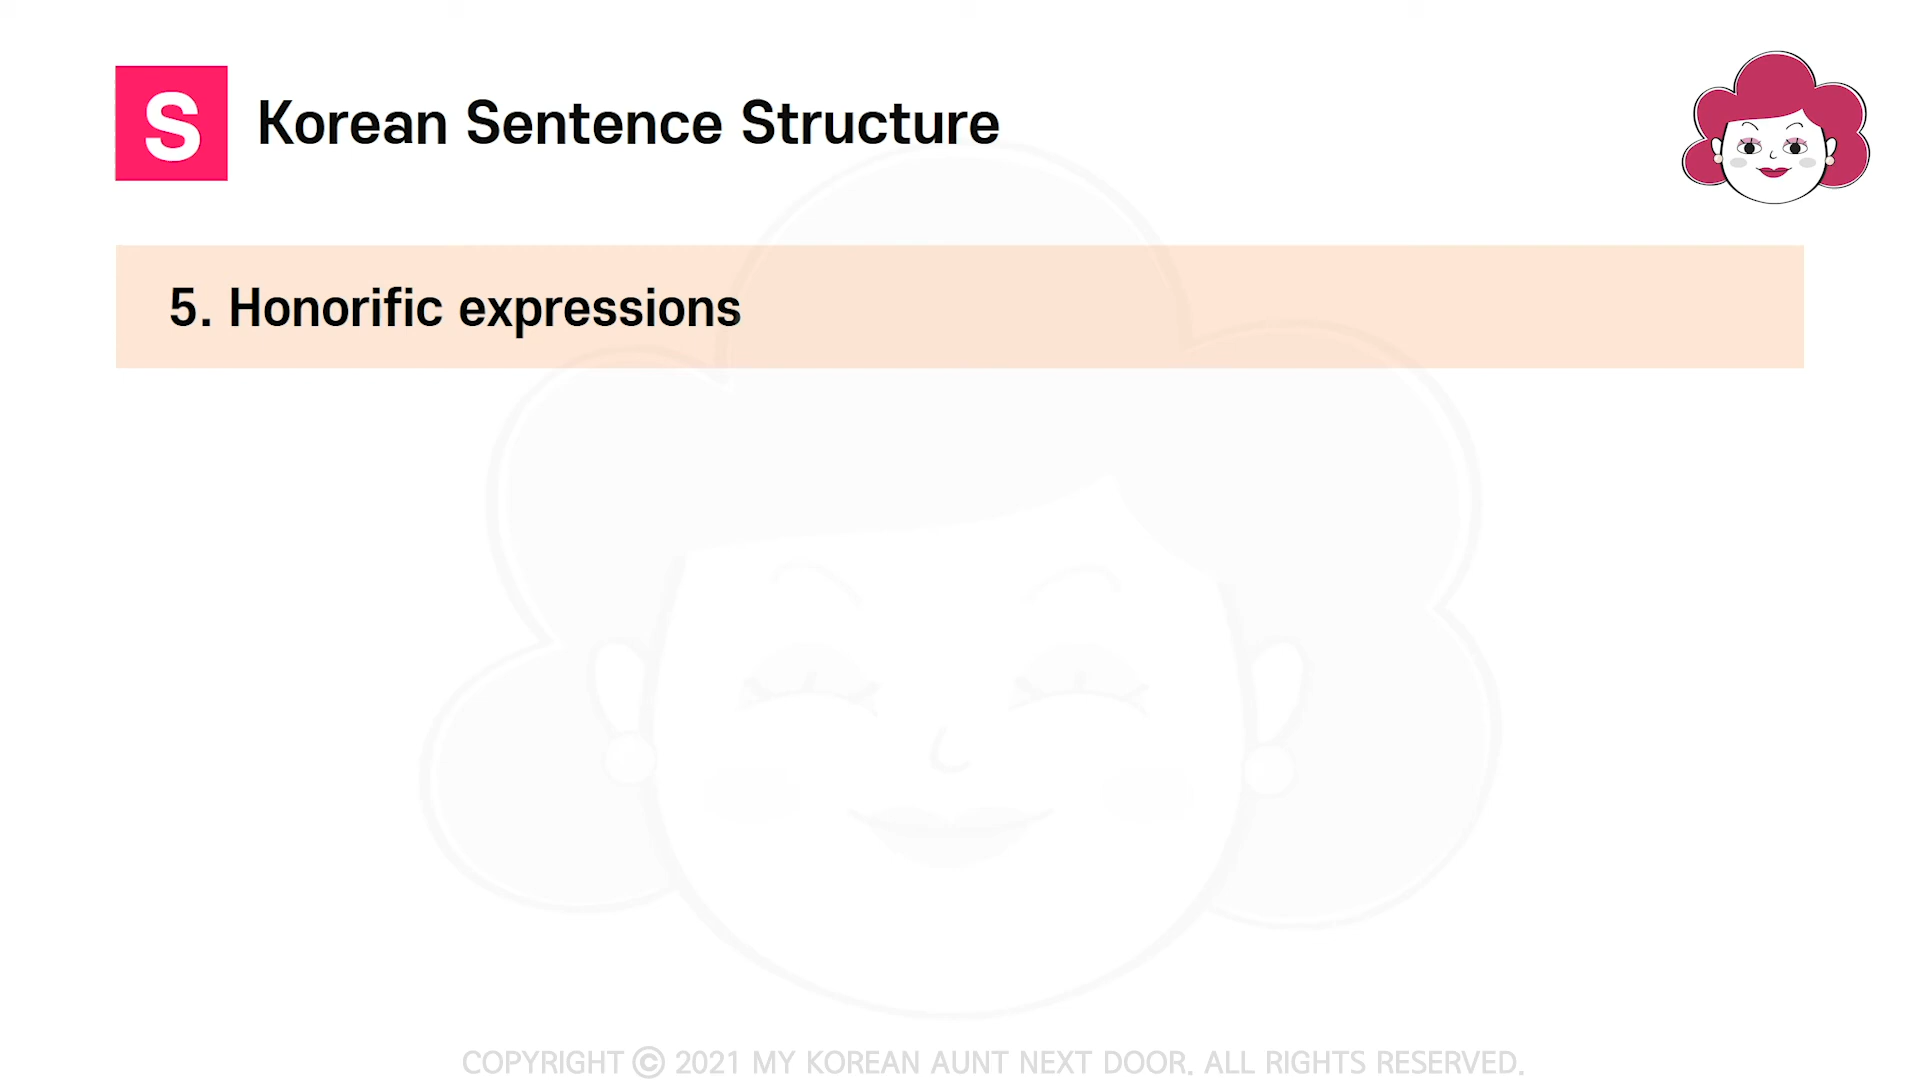 S Korean Sentence Structure
5. Honorific expressions
COPYRIGHT © 2021 MY KOREAN AUNT NEXT DOOR. ALL RIGHTS RESERVED.